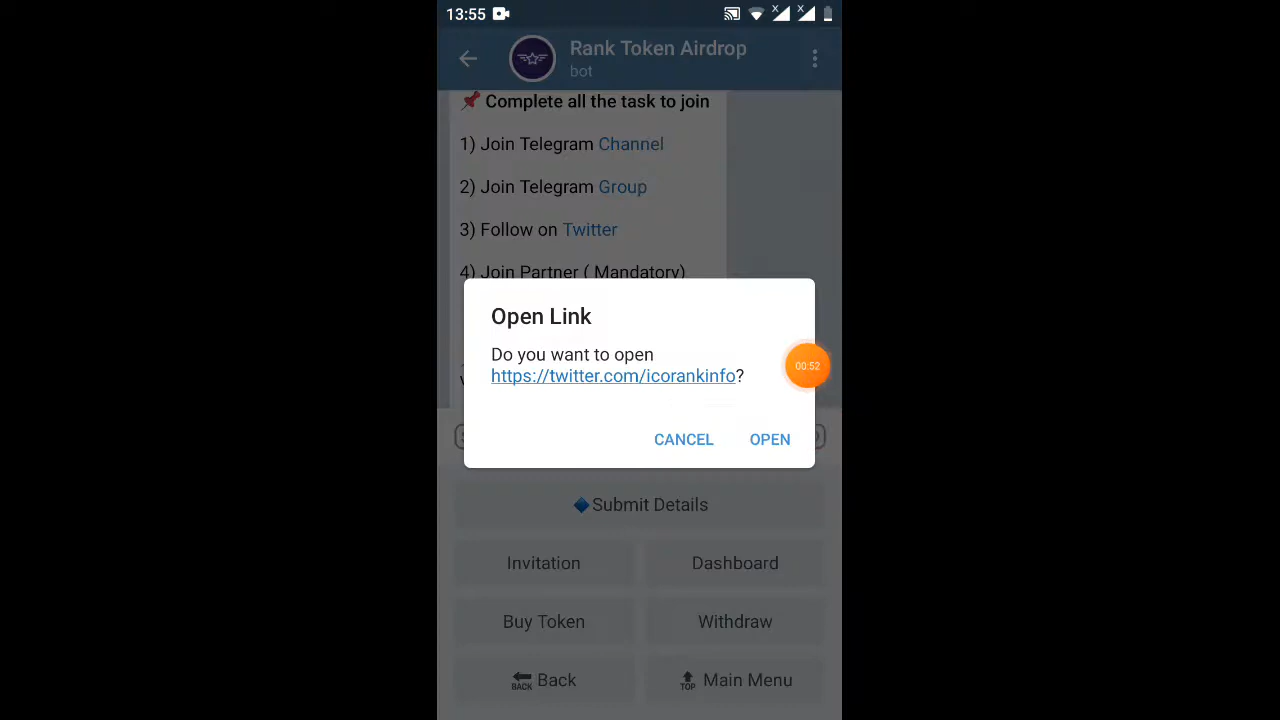 13:55
Rank Token Airdrop
bot
📌 Complete all the task to join
1) Join Telegram Channel
2) Join Telegram Group
3) Follow on Twitter
4) Join Partner ( Mandatory)
Open Link
Do you want to open
https://twitter.com/icorankinfo?
00:52
CANCEL OPEN
🔷Submit Details
Invitation Dashboard
Buy Token Withdraw
🔙 Back 🔝 Main Menu